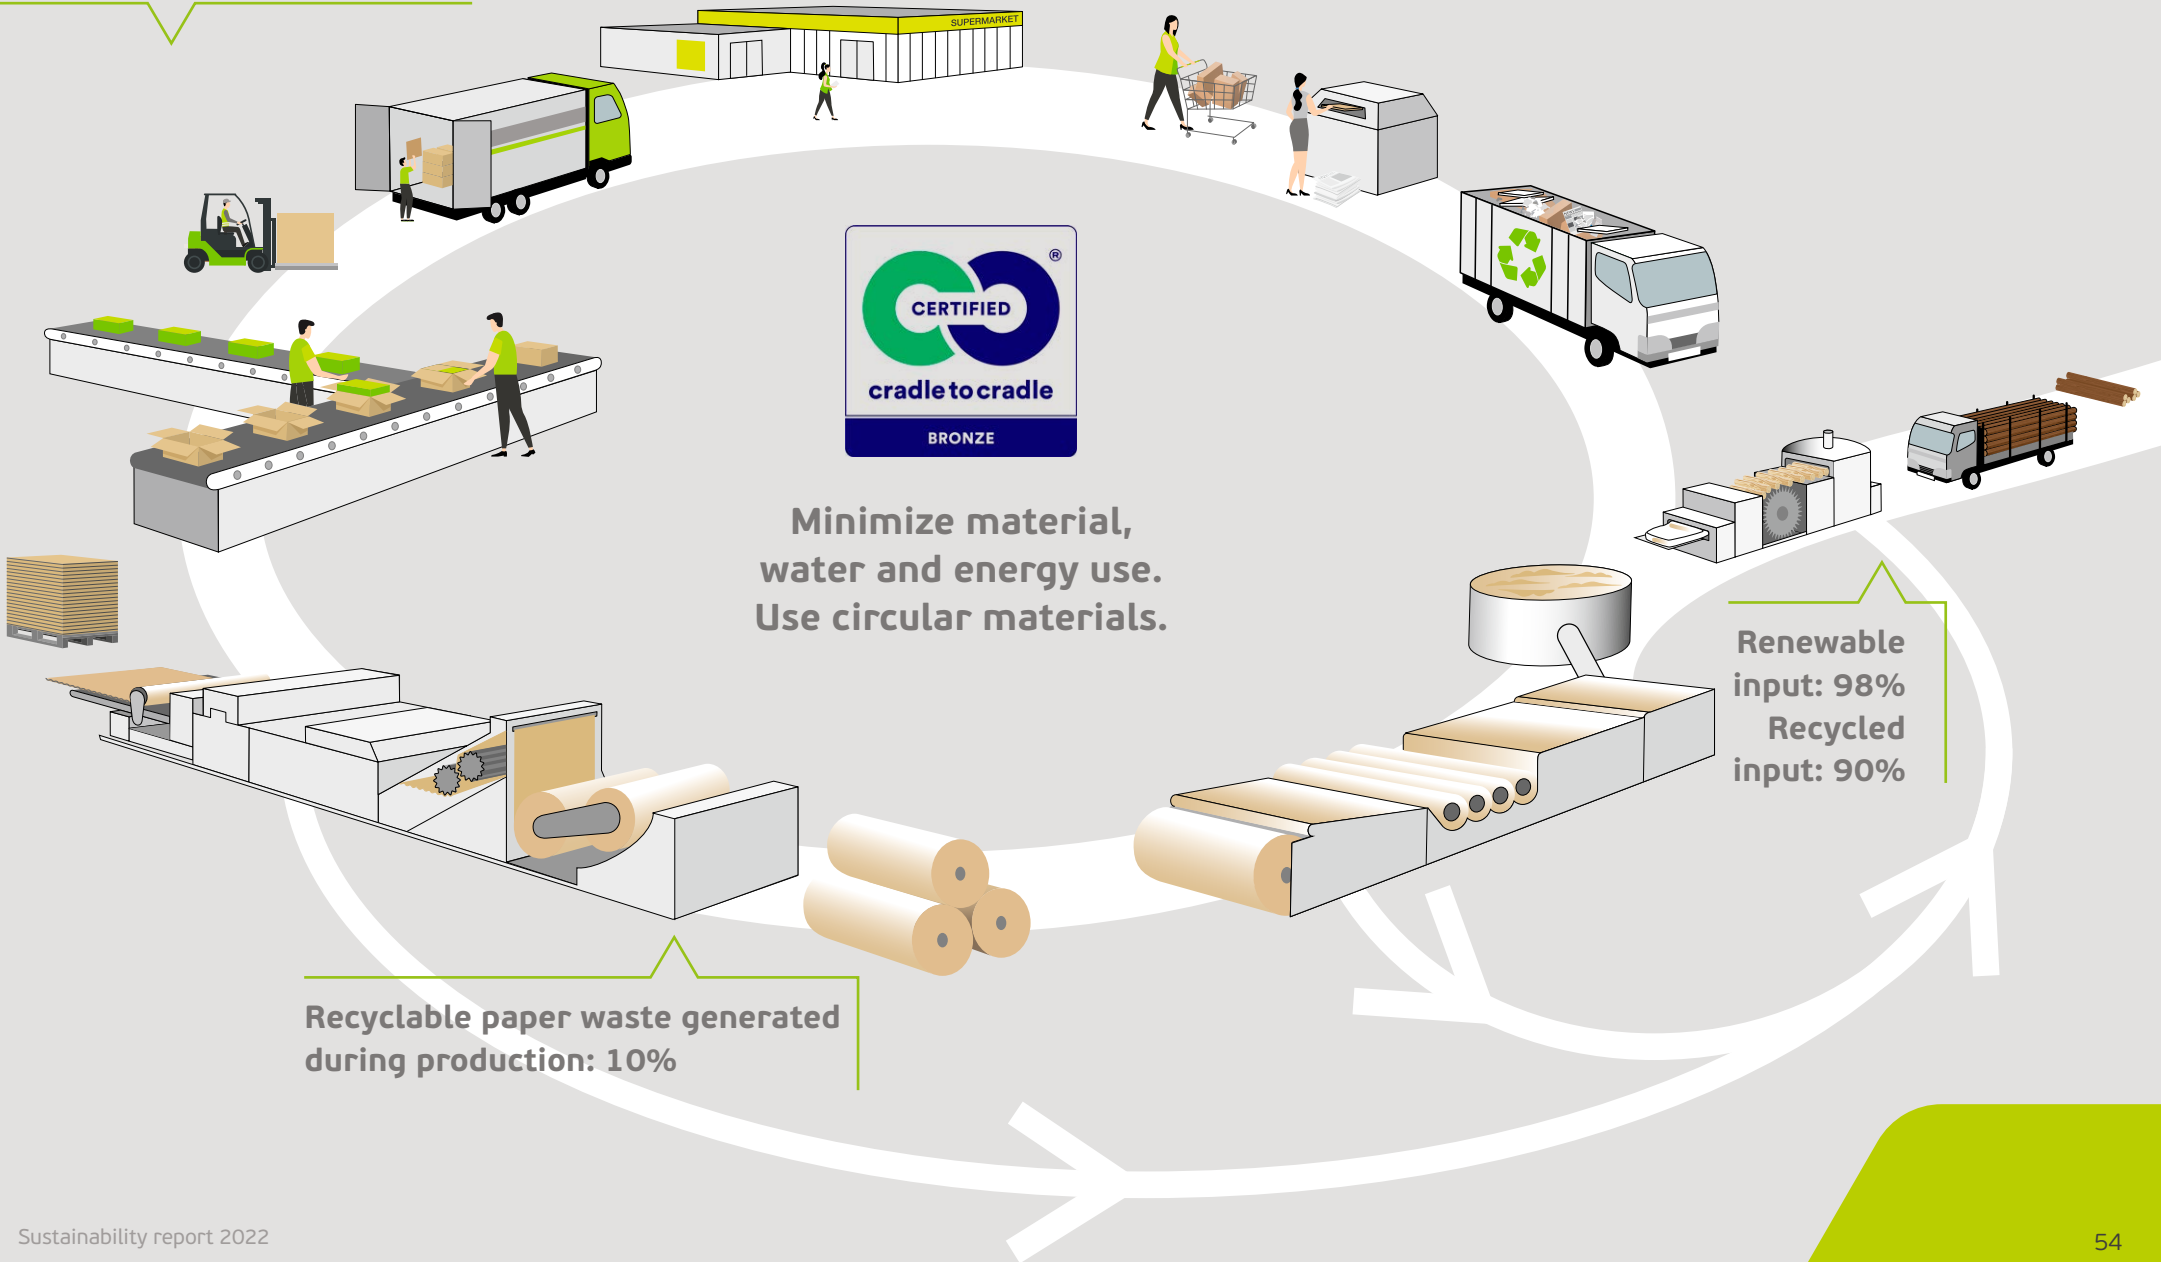 SUPERMARKET
®
CERTIFIED
cradle to cradle
BRONZE
Minimize material,
water and energy use.
Use circular materials.
Renewable
input: 98%
Recycled
input: 90%
Recyclable paper waste generated
during production: 10%
Sustainability report 2022
54